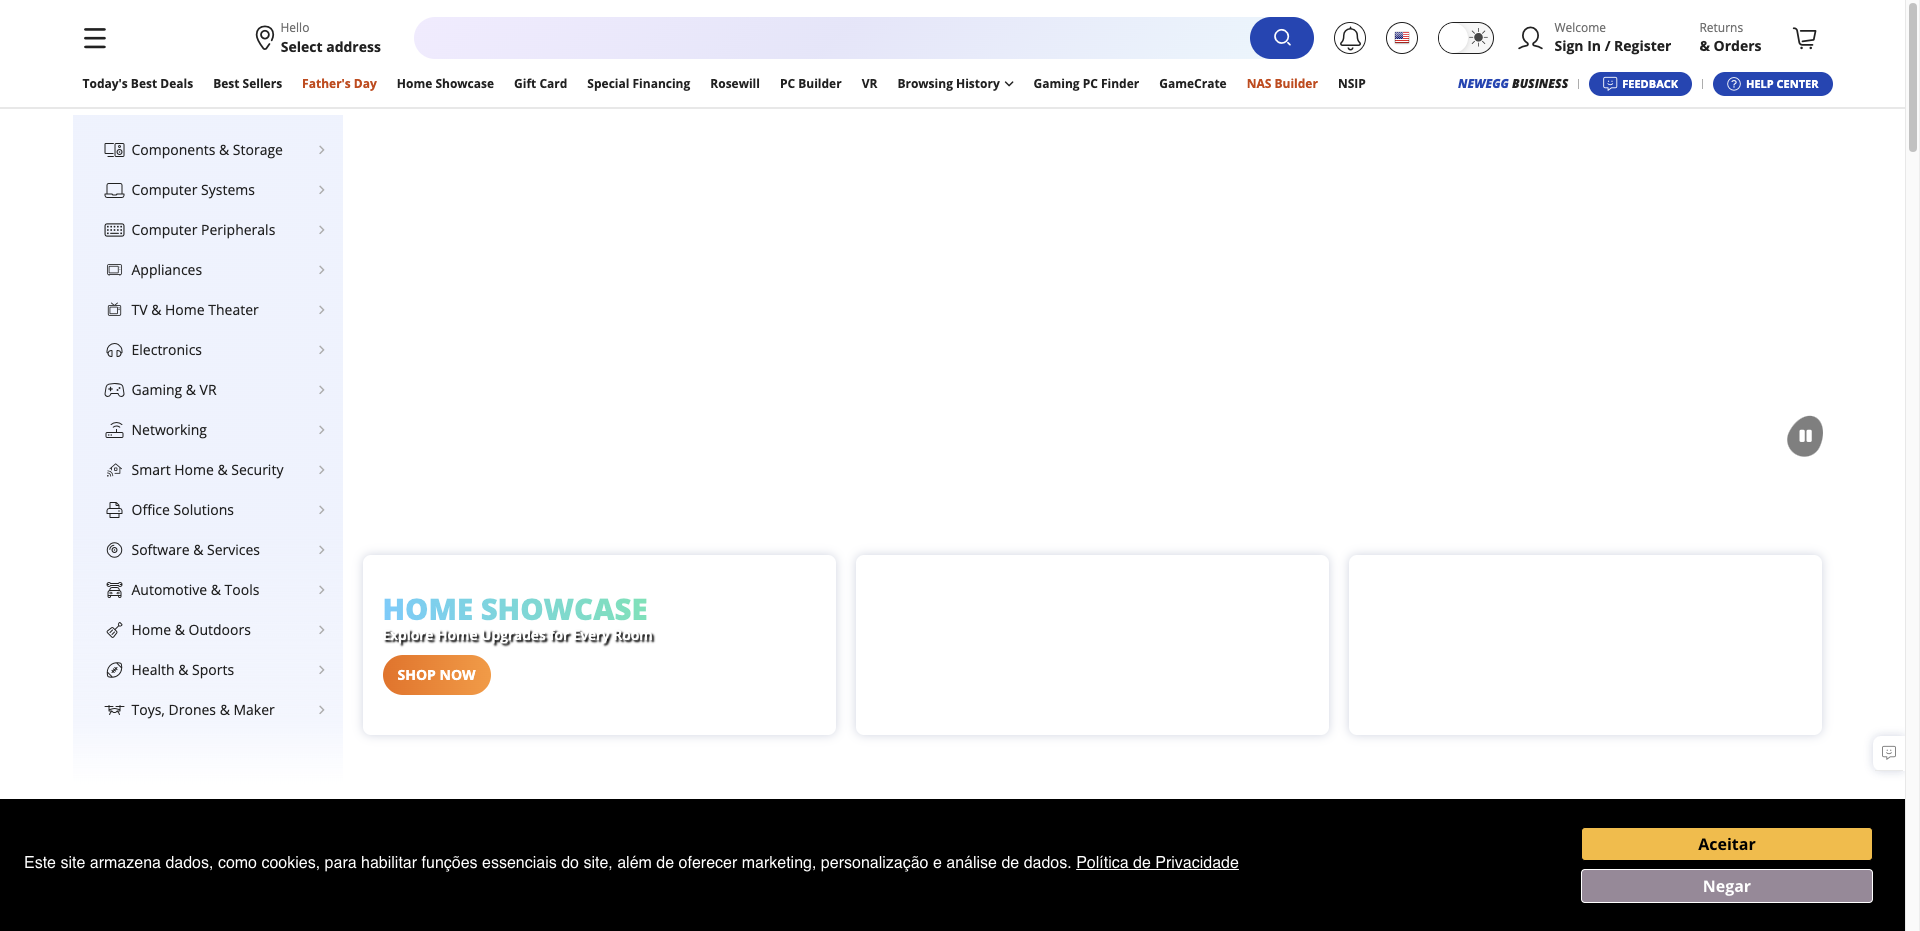 Hello
Select address
Welcome
Sign In / Register
Returns
& Orders
Today's Best Deals
Best Sellers
Father's Day
Home Showcase
Gift Card
Special Financing
Rosewill
PC Builder
VR
Browsing History
Gaming PC Finder
GameCrate
NAS Builder
NSIP
NEWEGG BUSINESS
FEEDBACK
HELP CENTER
Components & Storage
Computer Systems
Computer Peripherals
Appliances
TV & Home Theater
Electronics
Gaming & VR
Networking
Smart Home & Security
Office Solutions
Software & Services
Automotive & Tools
Home & Outdoors
Health & Sports
Toys, Drones & Maker
HOME SHOWCASE
Explore Home Upgrades for Every Room
SHOP NOW
Este site armazena dados, como cookies, para habilitar funções essenciais do site, além de oferecer marketing, personalização e análise de dados. Política de Privacidade
Aceitar
Negar